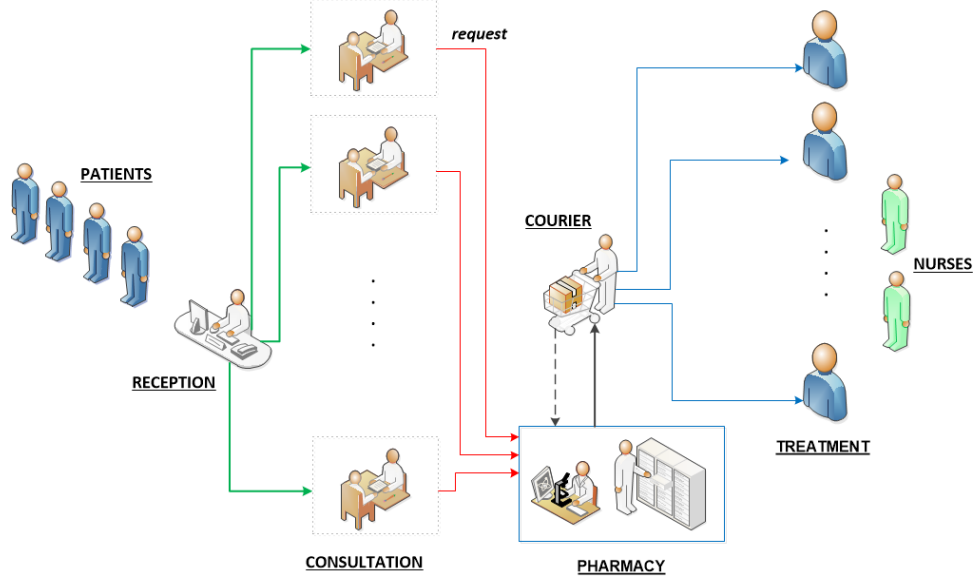 request
PATIENTS
COURIER
NURSES
RECEPTION
TREATMENT
CONSULTATION
PHARMACY